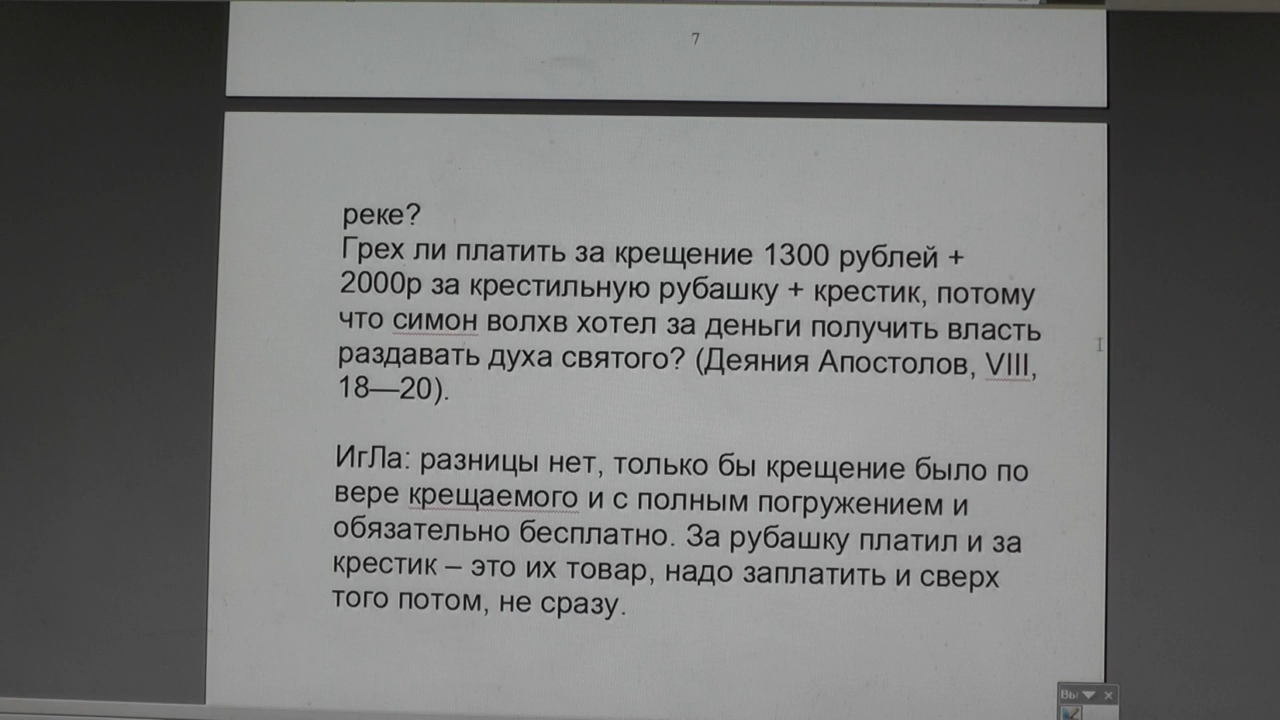 7
реке?
Грех ли платить за крещение 1300 рублей +
2000р за крестильную рубашку + крестик, потому
что симон волхв хотел за деньги получить власть
раздавать духа святого? (Деяния Апостолов, VIII,
18—20).
ИгЛа: разницы нет, только бы крещение было по
вере крещаемого и с полным погружением и
обязательно бесплатно. За рубашку платил и за
крестик – это их товар, надо заплатить и сверх
того потом, не сразу.
Вы